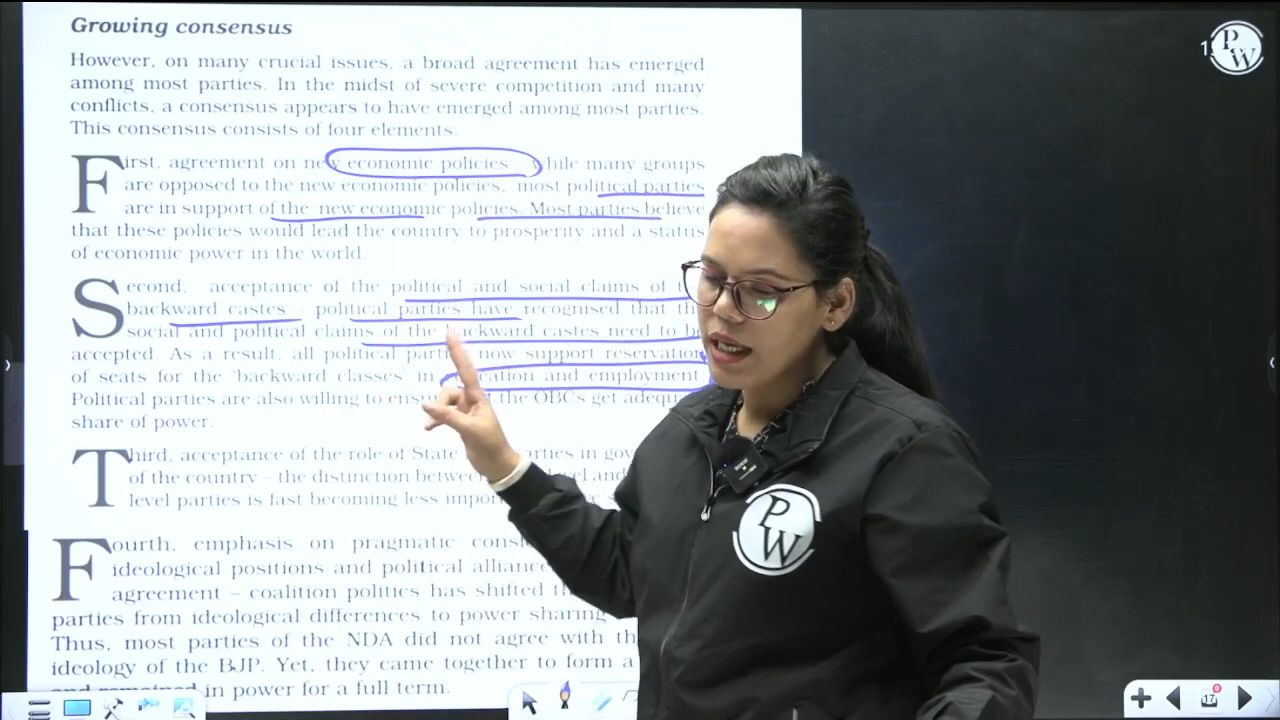 Growing consensus
However, on many crucial issues, a broad agreement has emerged
among most parties. In the midst of severe competition and many
conflicts, a consensus appears to have emerged among most parties.
This consensus consists of four elements.
First, agreement on new economic policies – while many groups
are opposed to the new economic policies, most political parties
are in support of the new economic policies. Most parties believe
that these policies would lead the country to prosperity and a status
of economic power in the world.
Second, acceptance of the political and social claims of
backward castes – political parties have recognised that
social and political claims of the backward castes need to be
accepted. As a result, all political now support reservation
of seats for the 'backward classes' in and employment.
Political parties are also willing to the OBCs get
share of power.
Third, acceptance of the role of State in
of the country – the distinction and
level parties is fast becoming less
Fourth, emphasis on pragmatic
ideological positions and political
agreement – coalition politics has shifted
parties from ideological differences to power sharing
Thus, most parties of the NDA did not agree with
ideology of the BJP. Yet, they came together to form a
and remained in power for a full term.
PW
PW
17